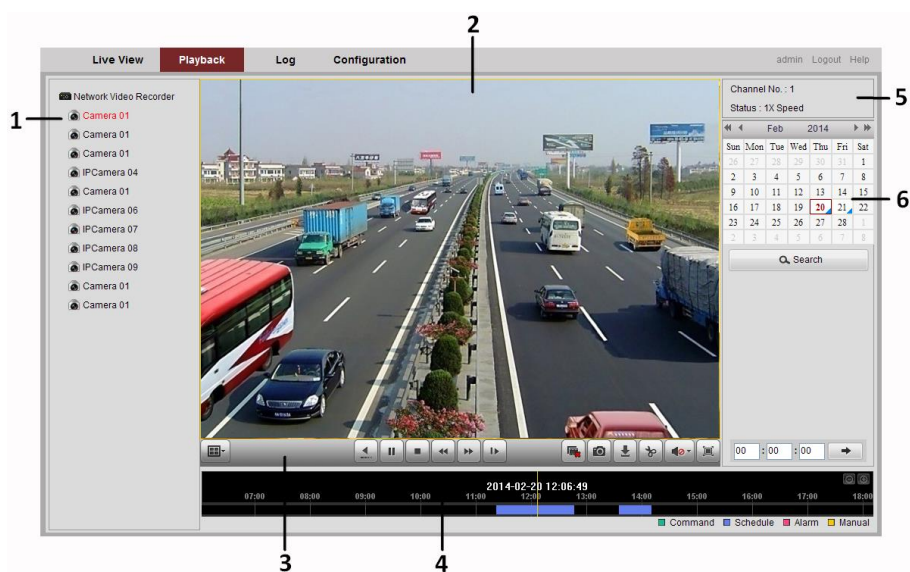 2
Live View Playback Log Configuration admin Logout Help
Network Video Recorder
1
Camera 01
Camera 01
Camera 01
IPCamera 04
Camera 01
IPCamera 06
IPCamera 07
IPCamera 08
IPCamera 09
Camera 01
Camera 01
Channel No. : 1
Status : 1X Speed
5
Feb 2014
Sun Mon Tue Wed Thu Fri Sat
26 27 28 29 30 31 1
2 3 4 5 6 7 8
9 10 11 12 13 14 15
16 17 18 19 20 21 22
23 24 25 26 27 28 1
2 3 4 5 6 7 8
6
Search
00 : 00 : 00
2014-02-20 12:06:49
07:00 08:00 09:00 10:00 11:00 12:00 13:00 14:00 15:00 16:00 17:00 18:00
Command Schedule Alarm Manual
3 4